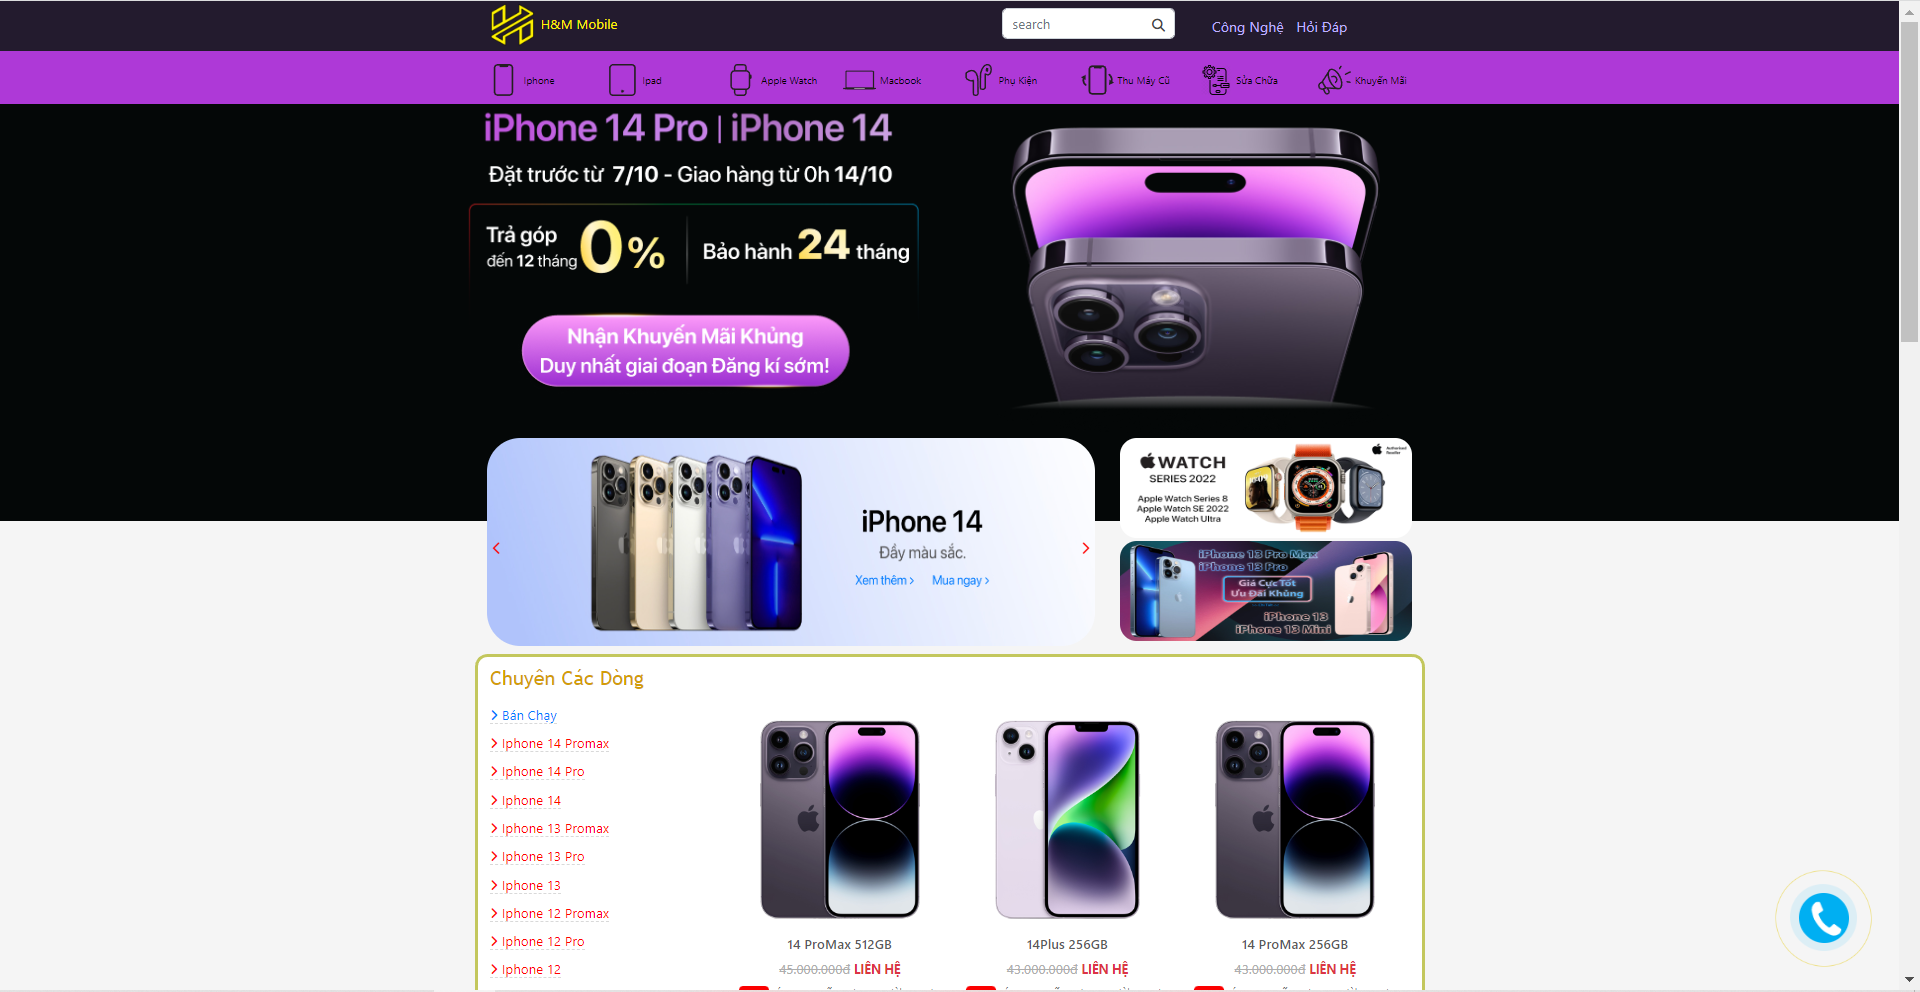 H&M Mobile
search
Công Nghệ Hỏi Đáp
Iphone
Ipad
Apple Watch
Macbook
Phụ Kiện
Thu Máy Cũ
Sửa Chữa
Khuyến Mãi
iPhone 14 Pro | iPhone 14
Đặt trước từ 7/10 - Giao hàng từ 0h 14/10
Trả góp
đến 12 tháng 0%
Bảo hành 24 tháng
Nhận Khuyến Mãi Khủng
Duy nhất giai đoạn Đăng kí sớm!
iPhone 14
Đầy màu sắc.
Xem thêm > Mua ngay >
WATCH
SERIES 2022
Apple Watch Series 8
Apple Watch SE 2022
Apple Watch Ultra
Authorised
Reseller
iPhone 13 Pro Max
iPhone 13 Pro
Giá Cực Tốt
Ưu Đãi Khủng
iPhone 13
iPhone 13 Mini
Chuyên Các Dòng
Bán Chạy
Iphone 14 Promax
Iphone 14 Pro
Iphone 14
Iphone 13 Promax
Iphone 13 Pro
Iphone 13
Iphone 12 Promax
Iphone 12 Pro
Iphone 12
14 ProMax 512GB
45.000.000đ LIÊN HỆ
14Plus 256GB
43.000.000đ LIÊN HỆ
14 ProMax 256GB
43.000.000đ LIÊN HỆ